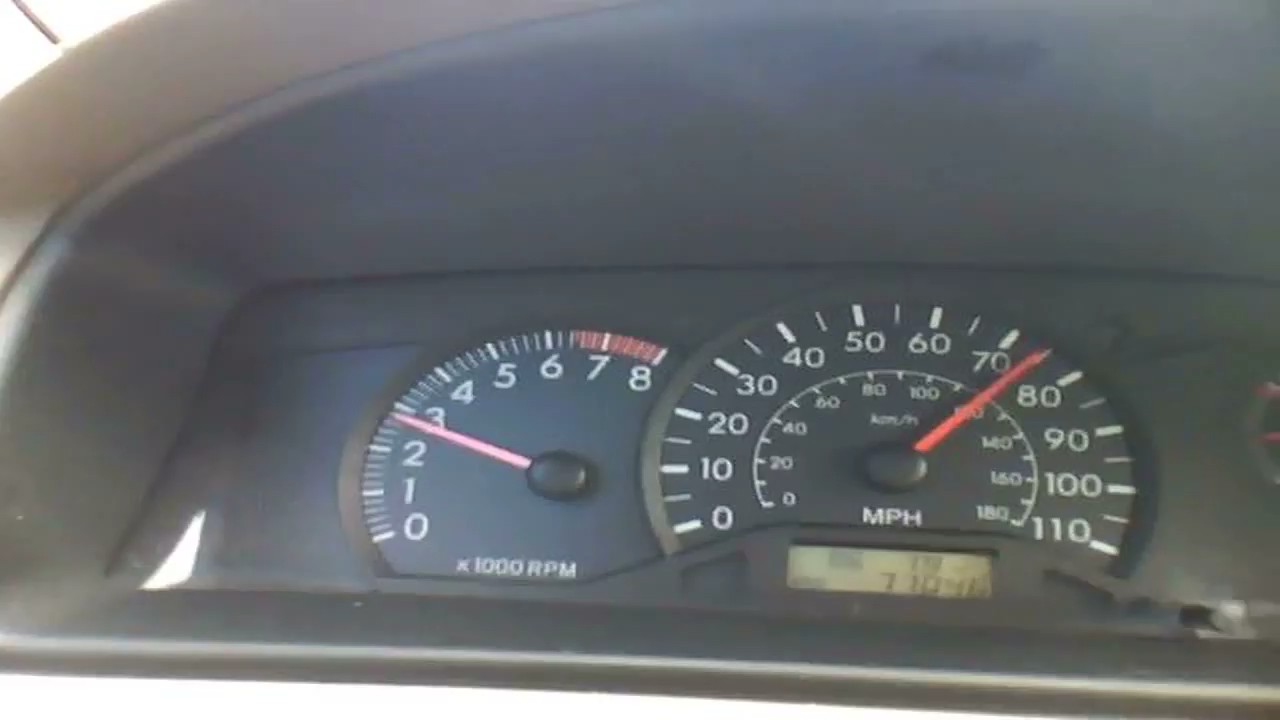 0 1 2 3 4 5 6 7 8
x1000 RPM
0 10 20 30 40 50 60 70 80 90 100 110
0 20 40 60 80 100 120 140 160 180
km/h
MPH